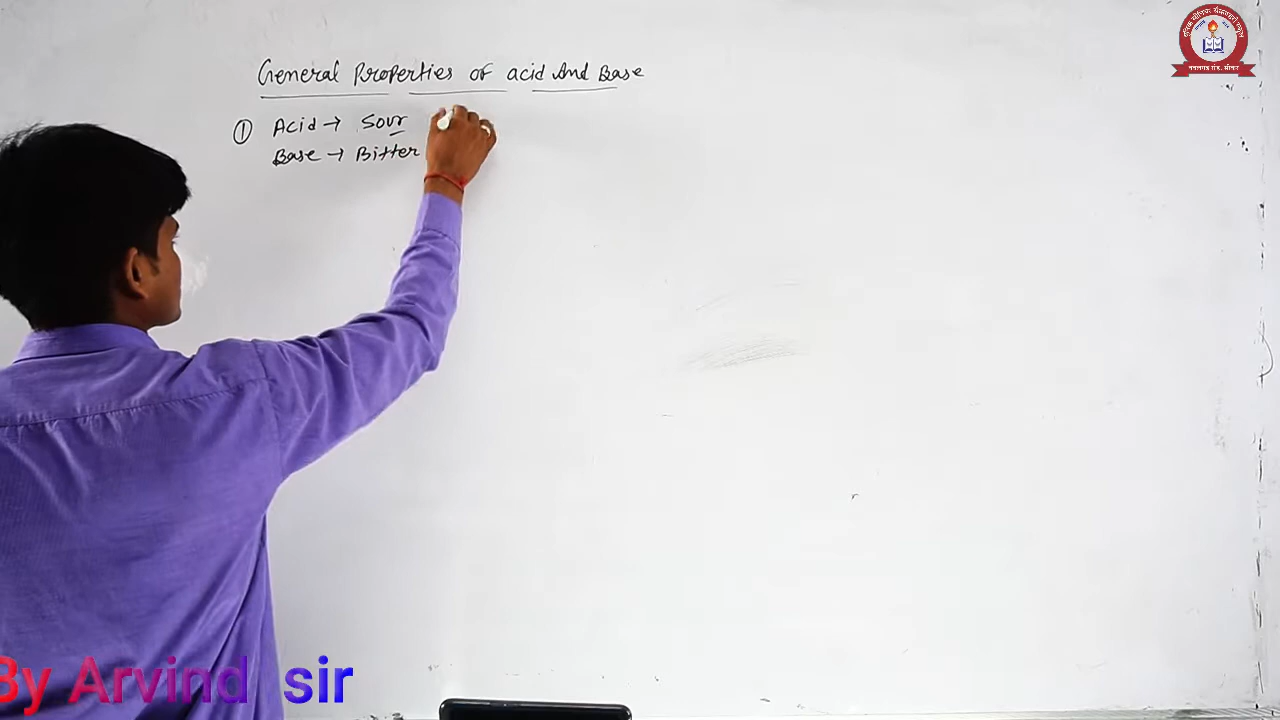 General Properties of acid And Base
① Acid → Sour
Base → Bitter
By Arvind sir